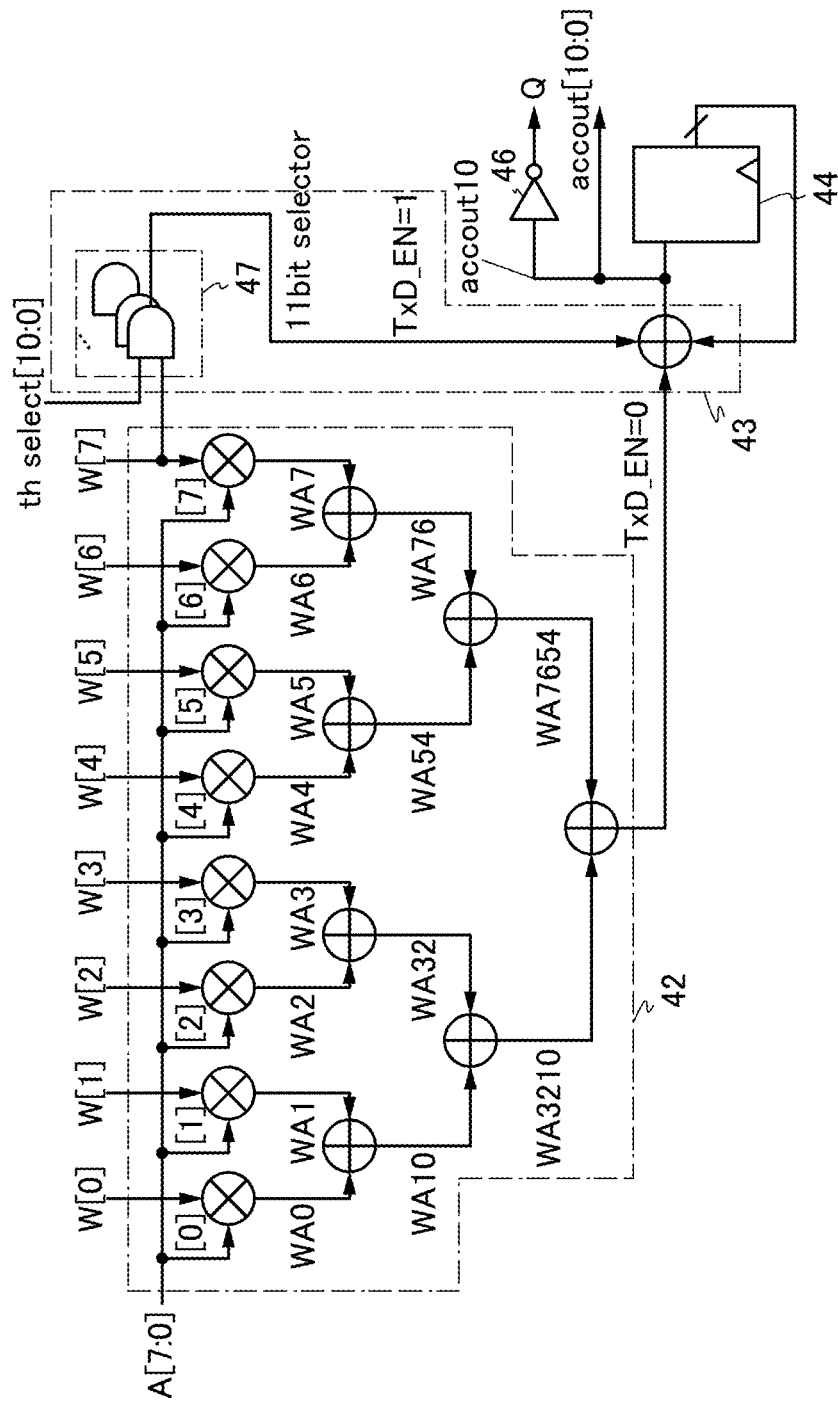 A[7:0]
W[0]
W[1]
W[2]
W[3]
W[4]
W[5]
W[6]
W[7]
th select[10:0]
[0]
[1]
[2]
[3]
[4]
[5]
[6]
[7]
47
WA0
WA1
WA2
WA3
WA4
WA5
WA6
WA7
11bit selector
WA10
WA32
WA54
WA76
TxD_EN=1
WA3210
WA7654
accout10
46
Q
accout[10:0]
42
TxD_EN=0
43
44